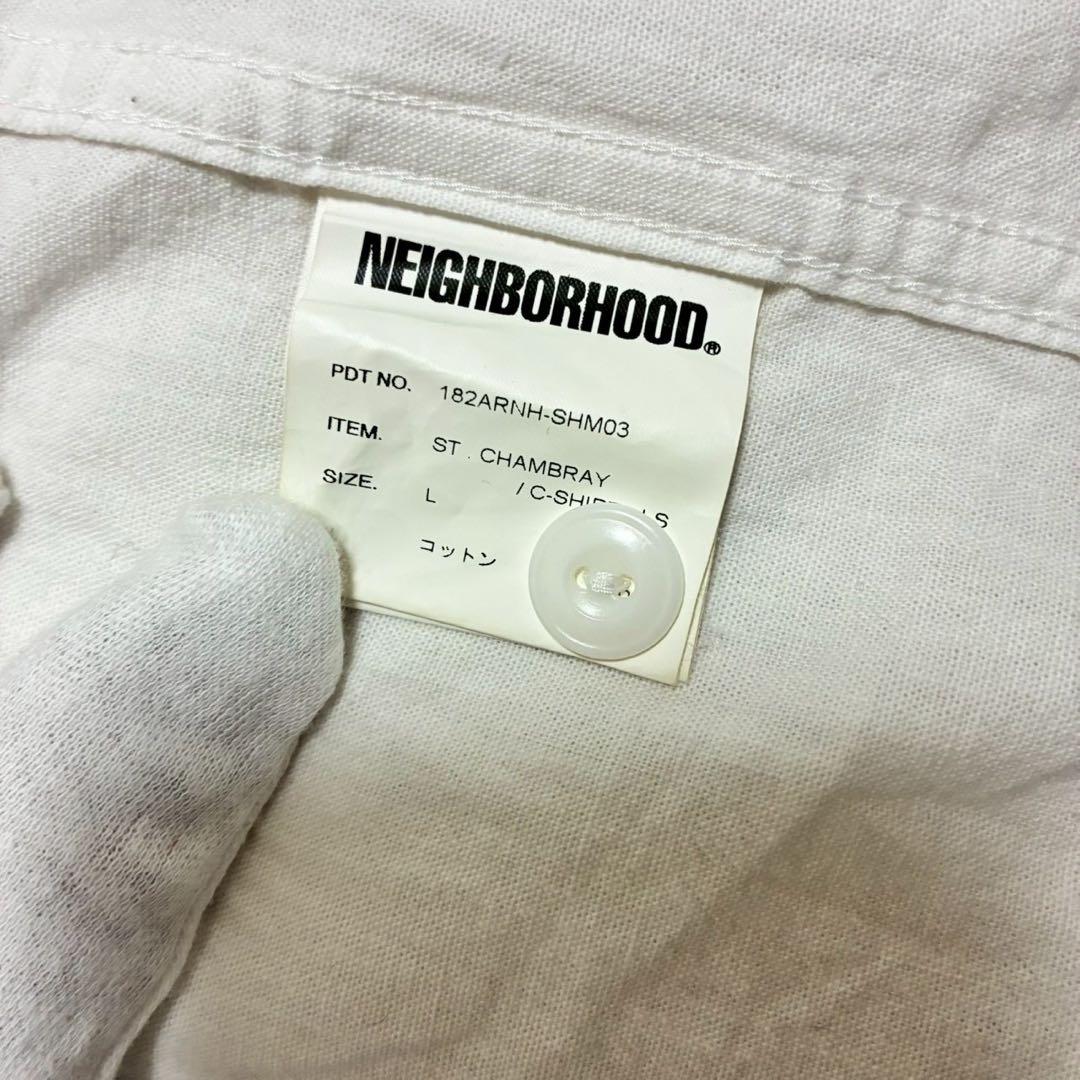 NEIGHBORHOOD®
PDT NO. 182ARNH-SHM03
ITEM. ST . CHAMBRAY
/ C-SHI
SIZE. L
コットン